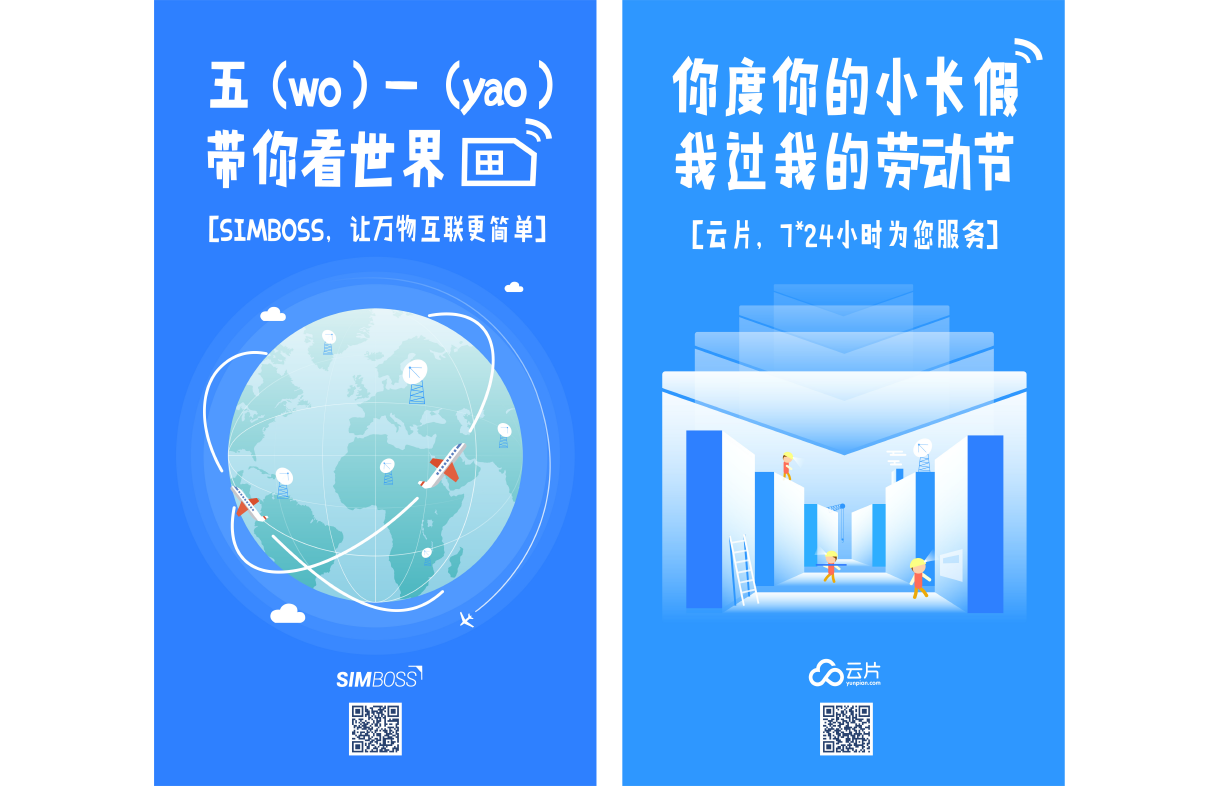 五（wo）一（yao）
带你看世界
[SIMBOSS，让万物互联更简单]
SIMBOSS
你度你的小长假
我过我的劳动节
[云片，7*24小时为您服务]
云片
yunpian.com